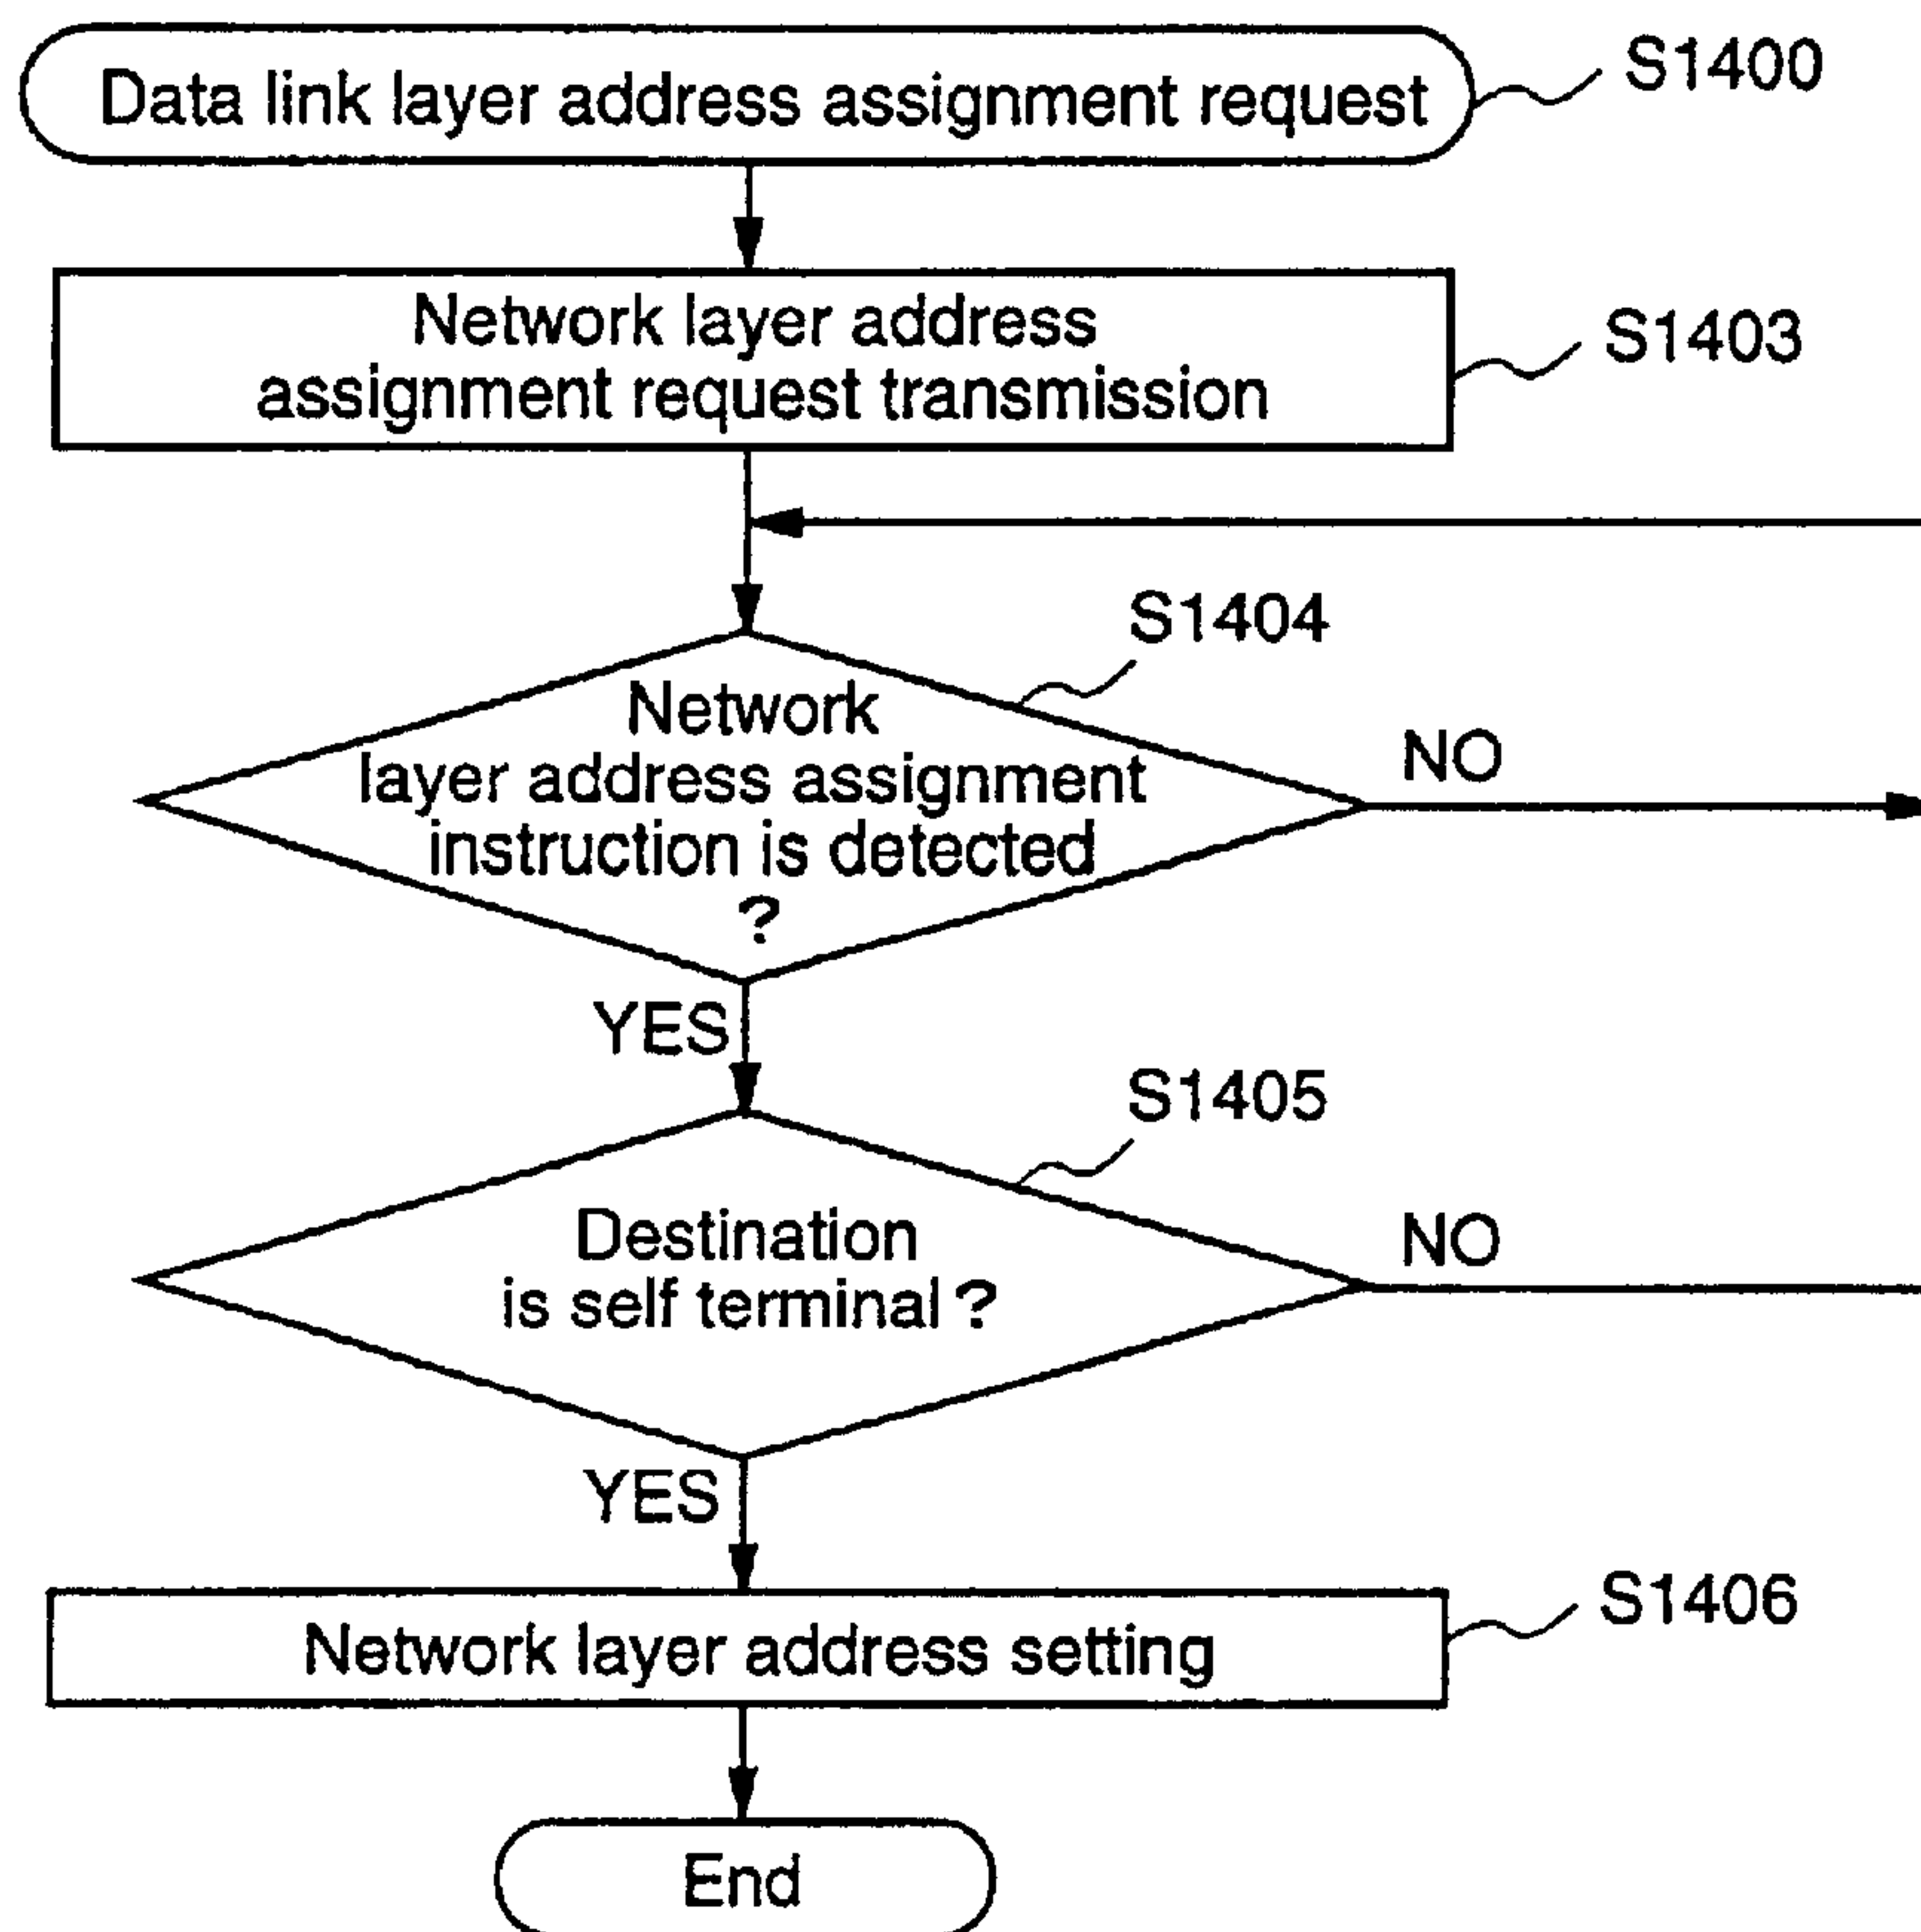 Data link layer address assignment request
S1400
Network layer address
assignment request transmission
S1403
S1404
Network
layer address assignment
instruction is detected
?
NO
YES
S1405
Destination
is self terminal ?
NO
YES
Network layer address setting
S1406
End